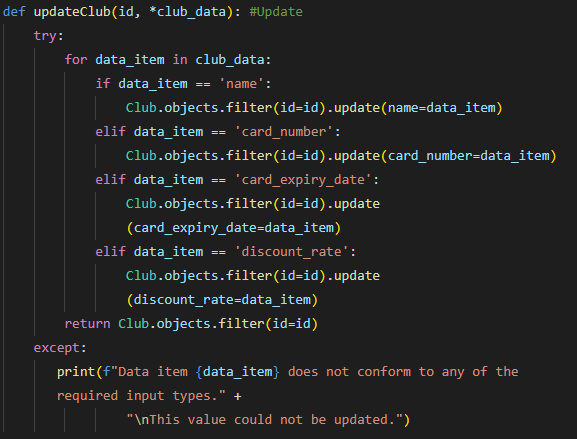 def updateClub(id, *club_data): #Update
    try:
        for data_item in club_data:
            if data_item == 'name':
                Club.objects.filter(id=id).update(name=data_item)
            elif data_item == 'card_number':
                Club.objects.filter(id=id).update(card_number=data_item)
            elif data_item == 'card_expiry_date':
                Club.objects.filter(id=id).update
                (card_expiry_date=data_item)
            elif data_item == 'discount_rate':
                Club.objects.filter(id=id).update
                (discount_rate=data_item)
        return Club.objects.filter(id=id)
    except:
       print(f"Data item {data_item} does not conform to any of the
       required input types." +
                "\nThis value could not be updated.")